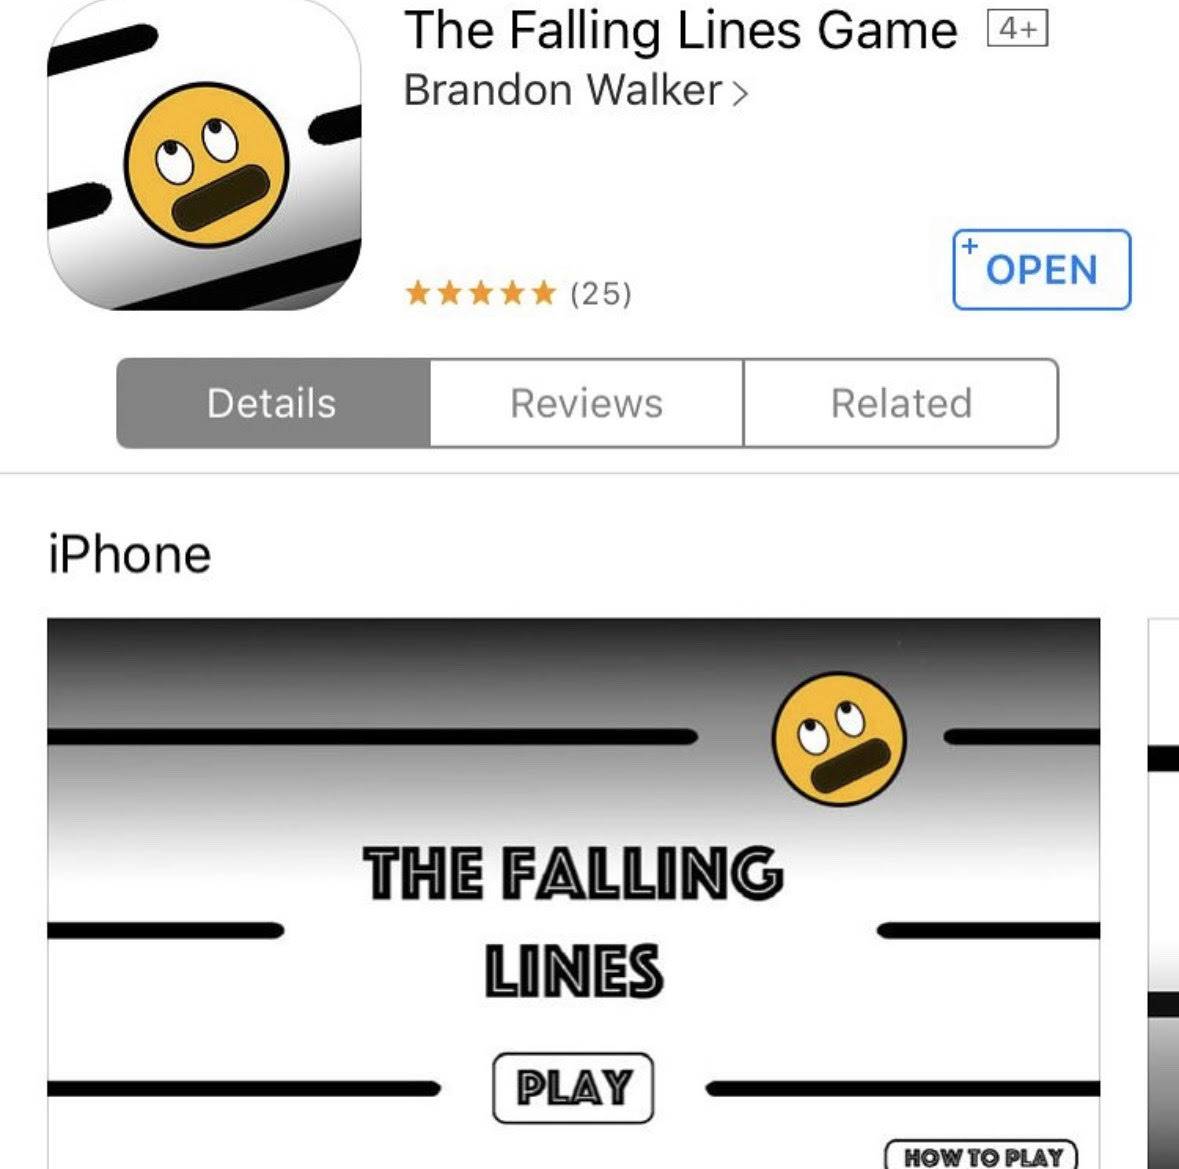 The Falling Lines Game 4+
Brandon Walker >
(25)
+ OPEN
Details Reviews Related
iPhone
THE FALLING
LINES
PLAY
HOW TO PLAY